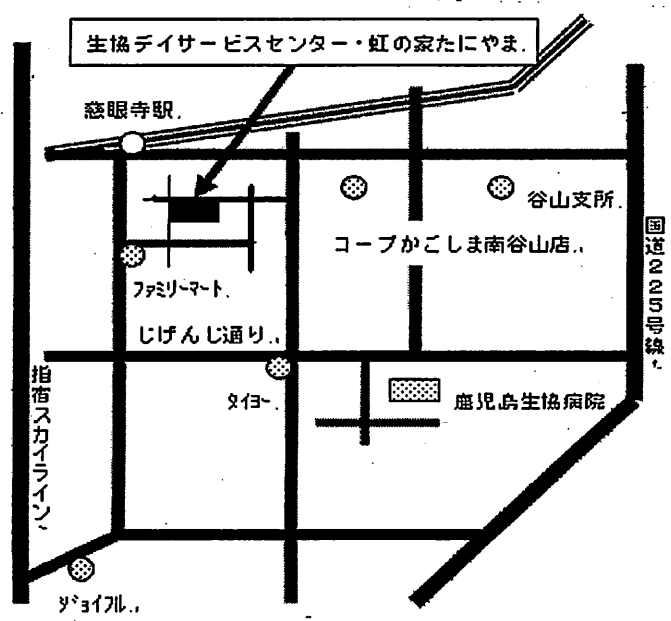 生協デイサービスセンター・虹の家たにやま
慈眼寺駅
谷山支所
コープかごしま南谷山店
国道225号線
ファミリーマート
じげんじ通り
指宿スカイライン
タイヨー
鹿児島生協病院
ジョイフル